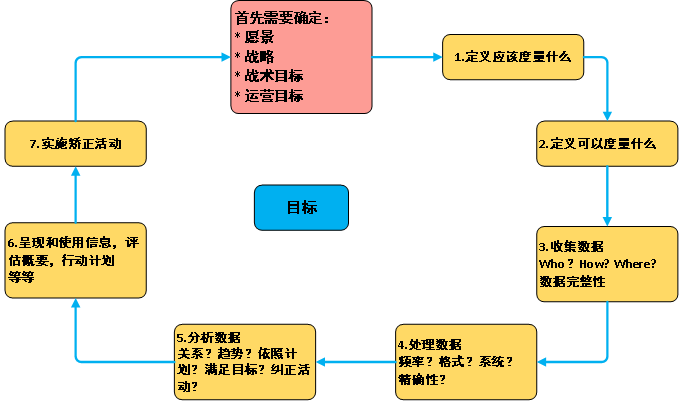 首先需要确定：
* 愿景
* 战略
* 战术目标
* 运营目标
1.定义应该度量什么
2.定义可以度量什么
3.收集数据
Who？How? Where?
数据完整性
4.处理数据
频率？格式？系统？
精确性？
5.分析数据
关系？趋势？依照计
划？满足目标？纠正活
动？
6.呈现和使用信息，评
估概要，行动计划
等等
7.实施矫正活动
目标